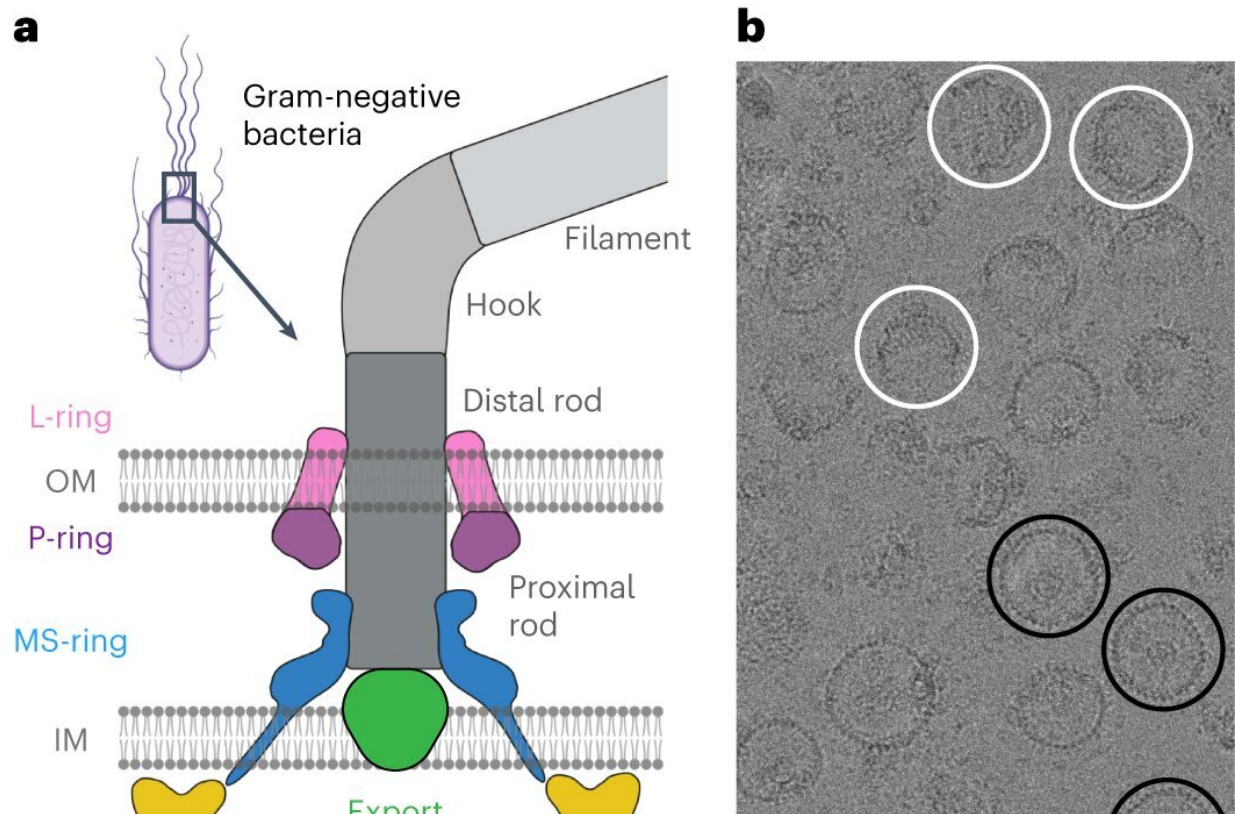 a
b
Gram-negative
bacteria
Filament
Hook
Distal rod
L-ring
OM
P-ring
Proximal
rod
MS-ring
IM
Export